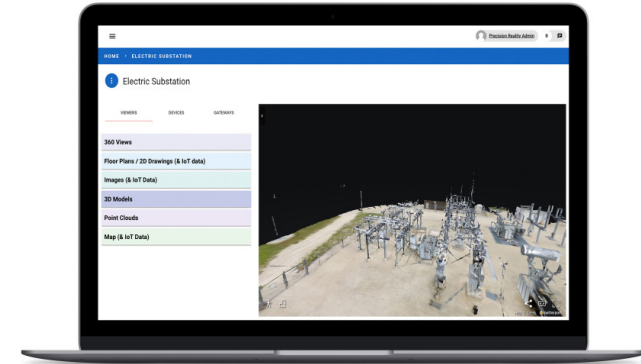 Precision Reality Admin
HOME
ELECTRIC SUBSTATION
Electric Substation
VIEWERS
DEVICES
GATEWAYS
360 Views
Floor Plans / 2D Drawings (& IoT data)
Images (& IoT Data)
3D Models
Point Clouds
Map (& IoT Data)